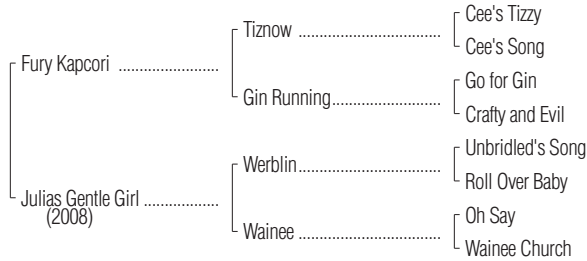 Cee's Tizzy
Tiznow ........................................
Cee's Song
Fury Kapcori ............................
Go for Gin
Gin Running..............................
Crafty and Evil
Unbridled's Song
Werblin........................................
Roll Over Baby
Julias Gentle Girl .....................
(2008)
Oh Say
Wainee ........................................
Wainee Church